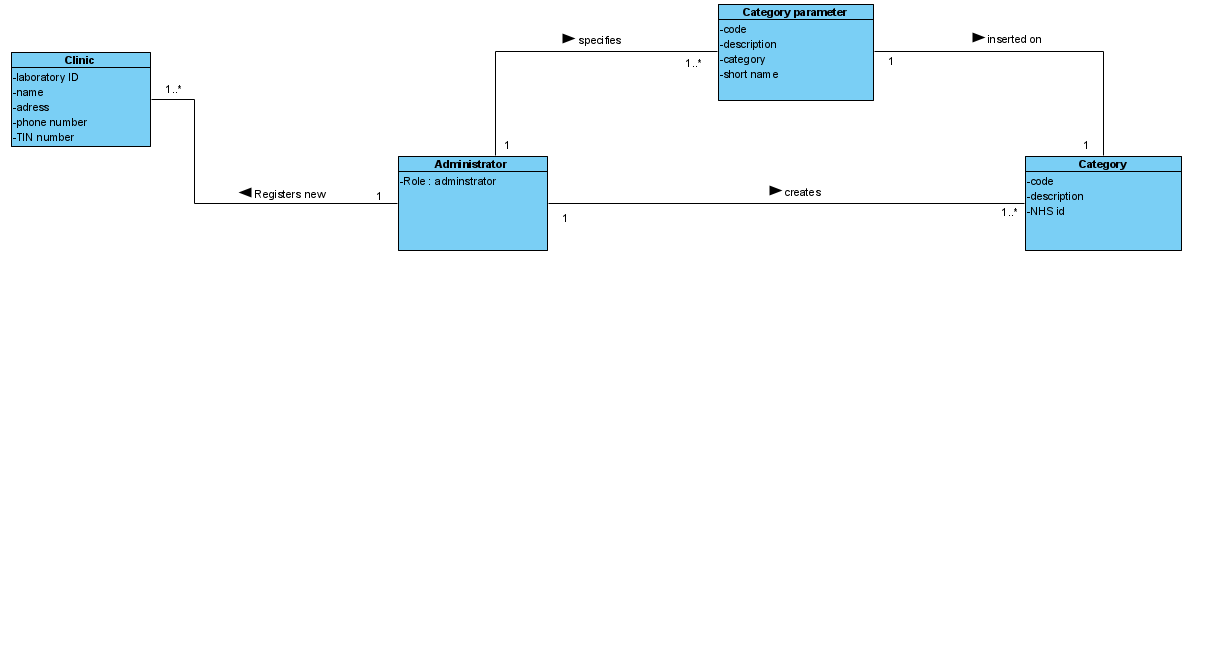 Category parameter
-code
-description
-category
-short name
specifies
1..*
inserted on
1
Clinic
-laboratory ID
-name
-adress
-phone number
-TIN number
1..*
1
1
Administrator
-Role : adminstrator
Category
-code
-description
-NHS id
Registers new
1
creates
1
1..*